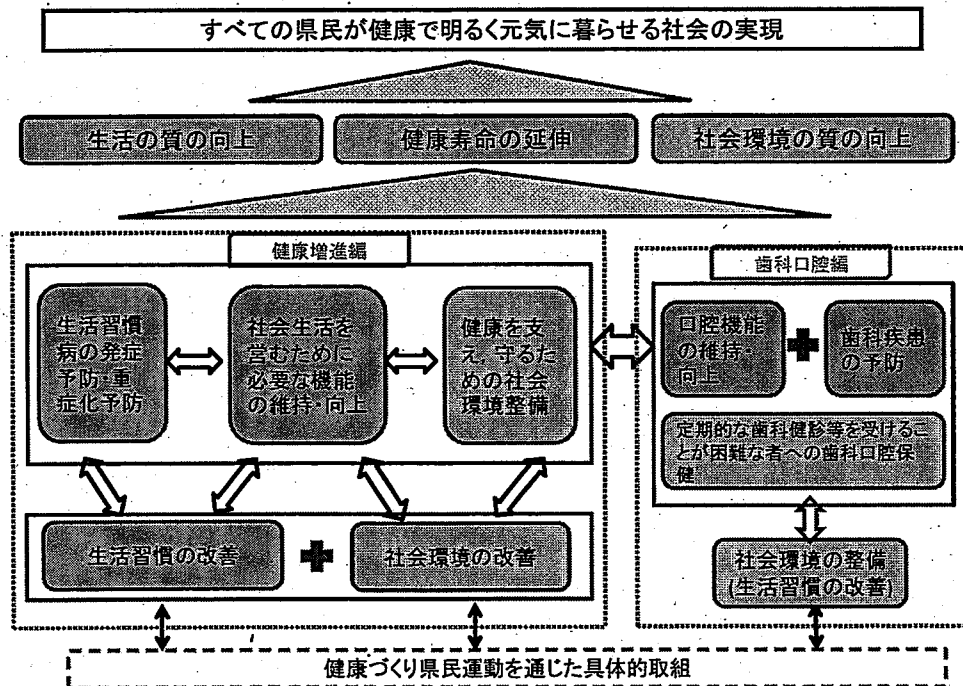 すべての県民が健康で明るく元気に暮らせる社会の実現
生活の質の向上
健康寿命の延伸
社会環境の質の向上
健康増進編
生活習慣
病の発症
予防・重
症化予防
社会生活を
営むために
必要な機能
の維持・向上
健康を支
え、守るた
めの社会
環境整備
生活習慣の改善
社会環境の改善
歯科口腔編
口腔機能
の維持・
向上
歯科疾患
の予防
定期的な歯科健診等を受けるこ
とが困難な者への歯科口腔保
健
社会環境の整備
(生活習慣の改善)
健康づくり県民運動を通じた具体的取組